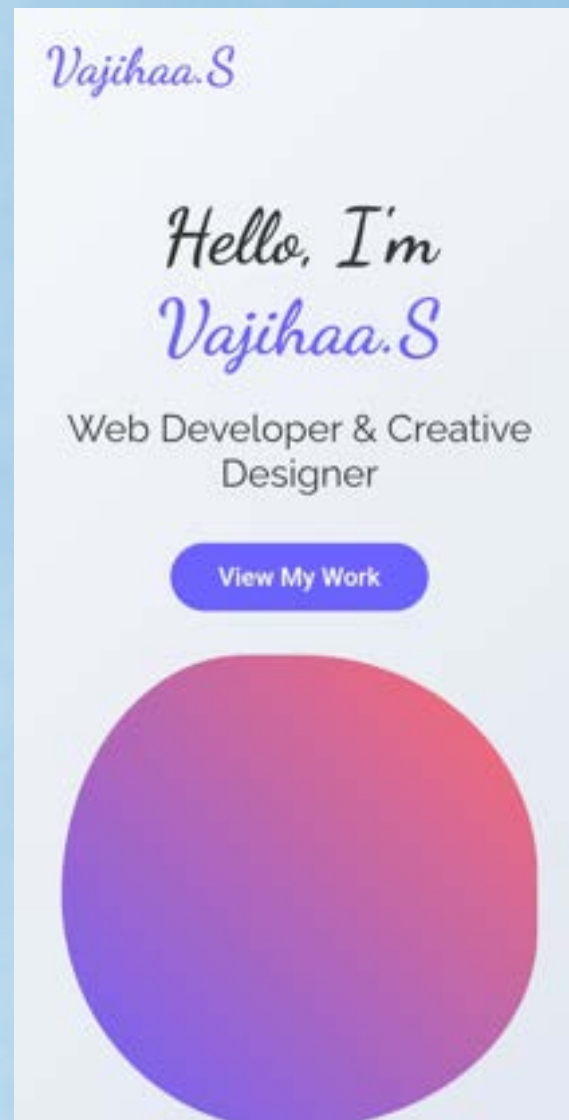 Vajihaa.S
Hello, I'm
Vajihaa.S
Web Developer & Creative
Designer
View My Work